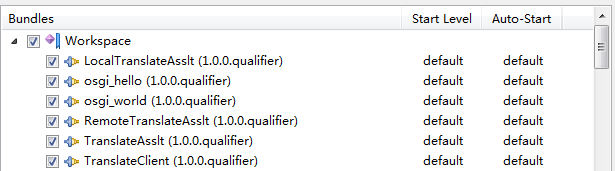 Bundles Start Level Auto-Start
Workspace
LocalTranslateAsslt (1.0.0.qualifier) default default
osgi_hello (1.0.0.qualifier) default default
osgi_world (1.0.0.qualifier) default default
RemoteTranslateAsslt (1.0.0.qualifier) default default
TranslateAsslt (1.0.0.qualifier) default default
TranslateClient (1.0.0.qualifier) default default